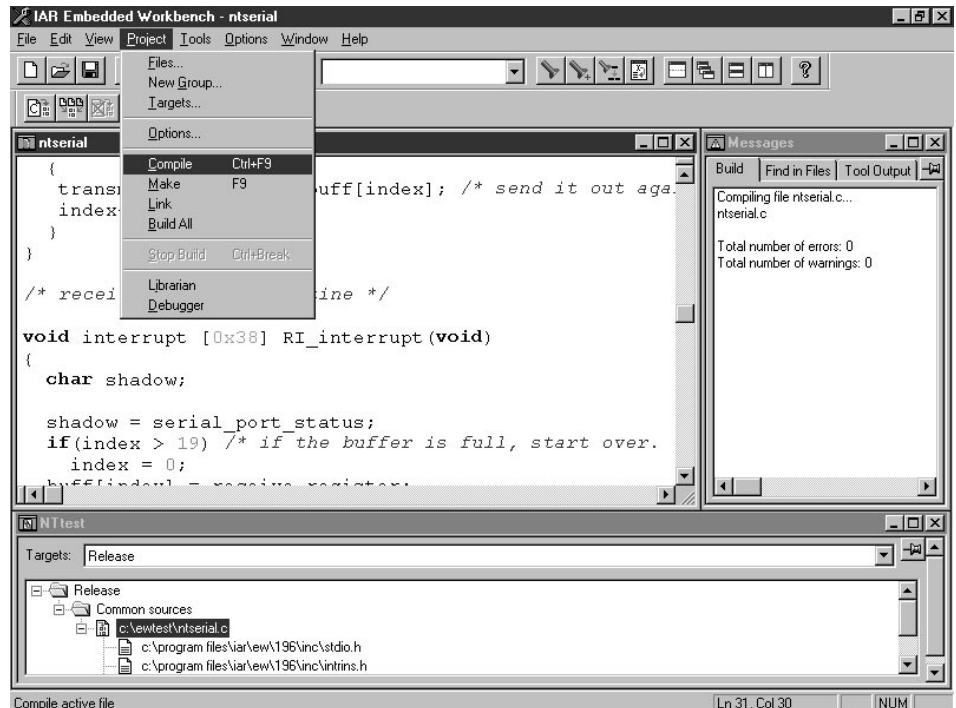 IAR Embedded Workbench - ntserial
File Edit View Project Tools Options Window Help
Files...
New Group...
Targets...
Options...
Compile Ctrl+F9
Make F9
Link
Build All
Stop Build Ctrl+Break
Librarian
Debugger
ntserial
{
uff[index]; /* send it out aga
index
}
}
/* recei ine */
void interrupt [0x38] RI_interrupt(void)
{
char shadow;
shadow = serial_port_status;
if(index > 19) /* if the buffer is full, start over.
index = 0;
Messages
Build Find in Files Tool Output
Compiling file ntserial.c...
ntserial.c
Total number of errors: 0
Total number of warnings: 0
NTtest
Targets: Release
Release
Common sources
c:\ewtest\ntserial.c
c:\program files\iar\ew\196\inc\stdio.h
c:\program files\iar\ew\196\inc\intrins.h
Compile active file Ln 31, Col 30 NUM